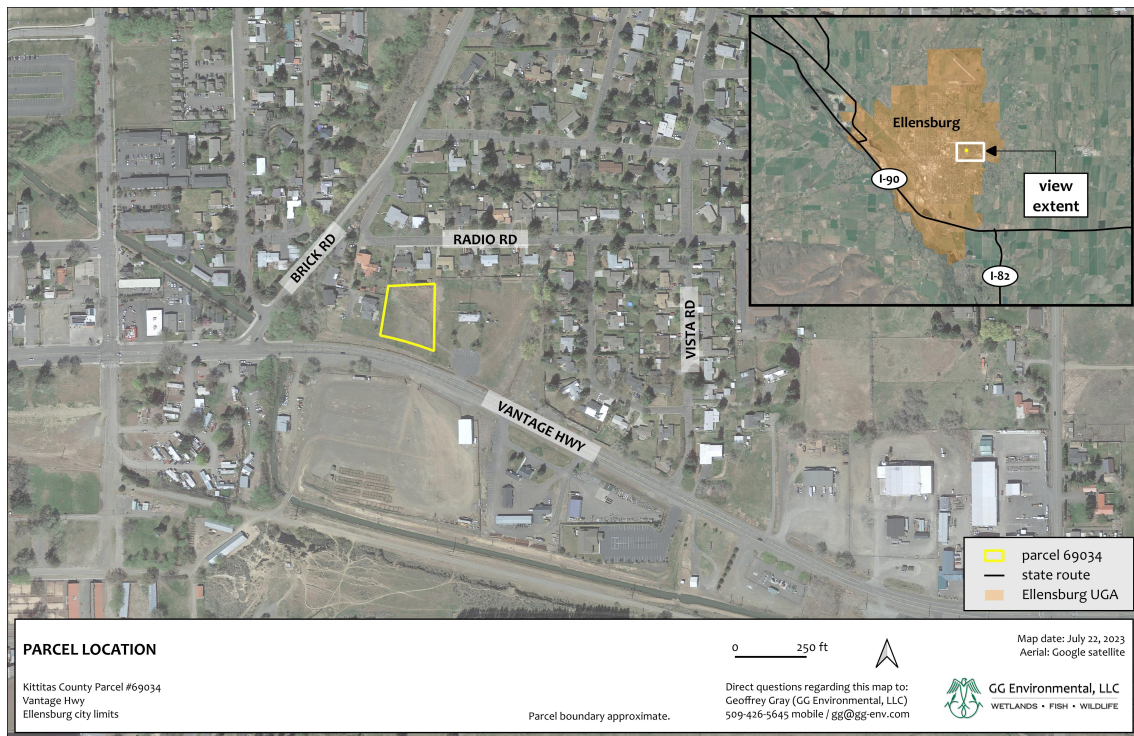 Ellensburg
I-90
view
extent
I-82
RADIO RD
BRICK RD
VISTA RD
VANTAGE HWY
parcel 69034
state route
Ellensburg UGA
PARCEL LOCATION
Kittitas County Parcel #69034
Vantage Hwy
Ellensburg city limits
Parcel boundary approximate.
0 250 ft
Direct questions regarding this map to:
Geoffrey Gray (GG Environmental, LLC)
509-426-5645 mobile / gg@gg-env.com
Map date: July 22, 2023
Aerial: Google satellite
GG Environmental, LLC
WETLANDS • FISH • WILDLIFE